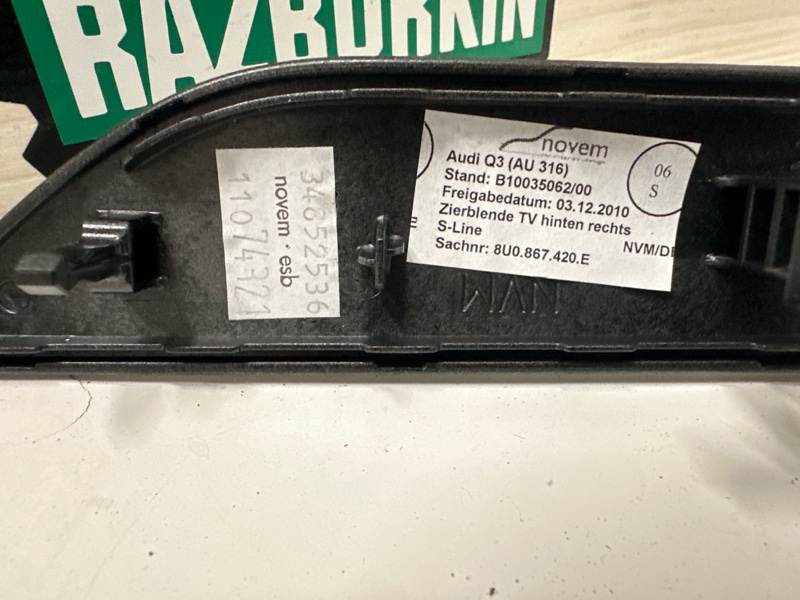 RAZBORKIN
novem
Audi Q3 (AU 316)
Stand: B10035062/00
Freigabedatum: 03.12.2010
Zierblende TV hinten rechts
S-Line
Sachnr: 8U0.867.420.E
NVM/D
06
S
E
34852536
novem · esb
11074321
NVM